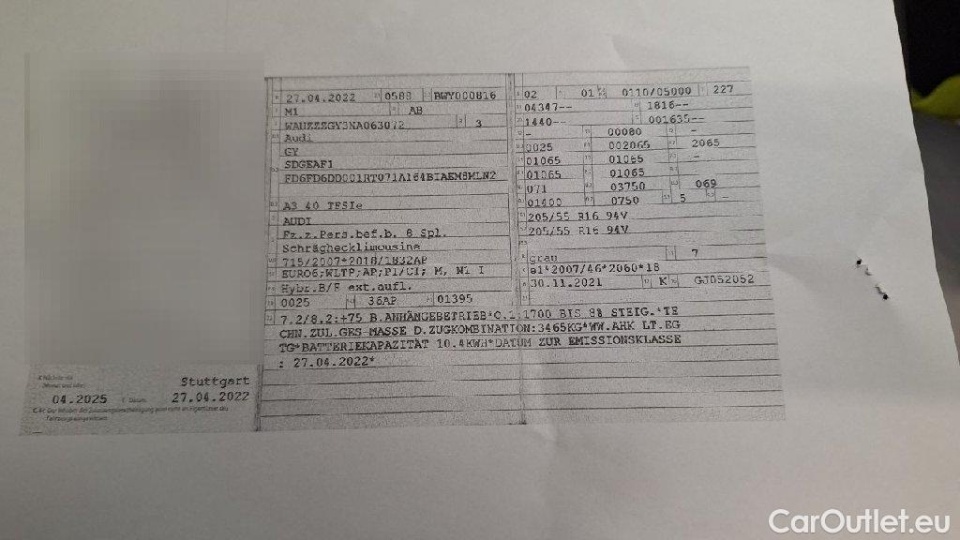 27.04.2022 0588 BWY000816
M1 AB
3
Audi
GY
SDGEAF1
A3 40 TFSIe
AUDI
Fz.z.Pers.bef.b. 8 Spl.
Schräghecklimousine
715/2007*2018/1832AP
EURO6;WLTP;AP;PI/CI; M, N1 I
Hybr.B/E ext.aufl.
0025 36AP 01395
7.2/8.2:+75 B.ANHÄNGEBETRIEB*O.1:1700 BIS 8% STEIG.*TE
CHN.ZUL.GES MASSE D.ZUGKOMBINATION:3465KG*WW.AHK LT.EG
TG*BATTERIEKAPAZITÄT 10.4KWH*DATUM ZUR EMISSIONSKLASSE
: 27.04.2022*
02 01 0110/05000 227
04347-- 1816--
1440-- 001635--
- 00080 -
0025 002065 2065
01065 01065
01065 01065
071 03750 069
01400 0750 5 -
205/55 R16 94V
205/55 R16 94V
grau 7
e1*2007/46*2060*18
30.11.2021 K GJ052052
Stuttgart
04.2025 27.04.2022
CarOutlet.eu